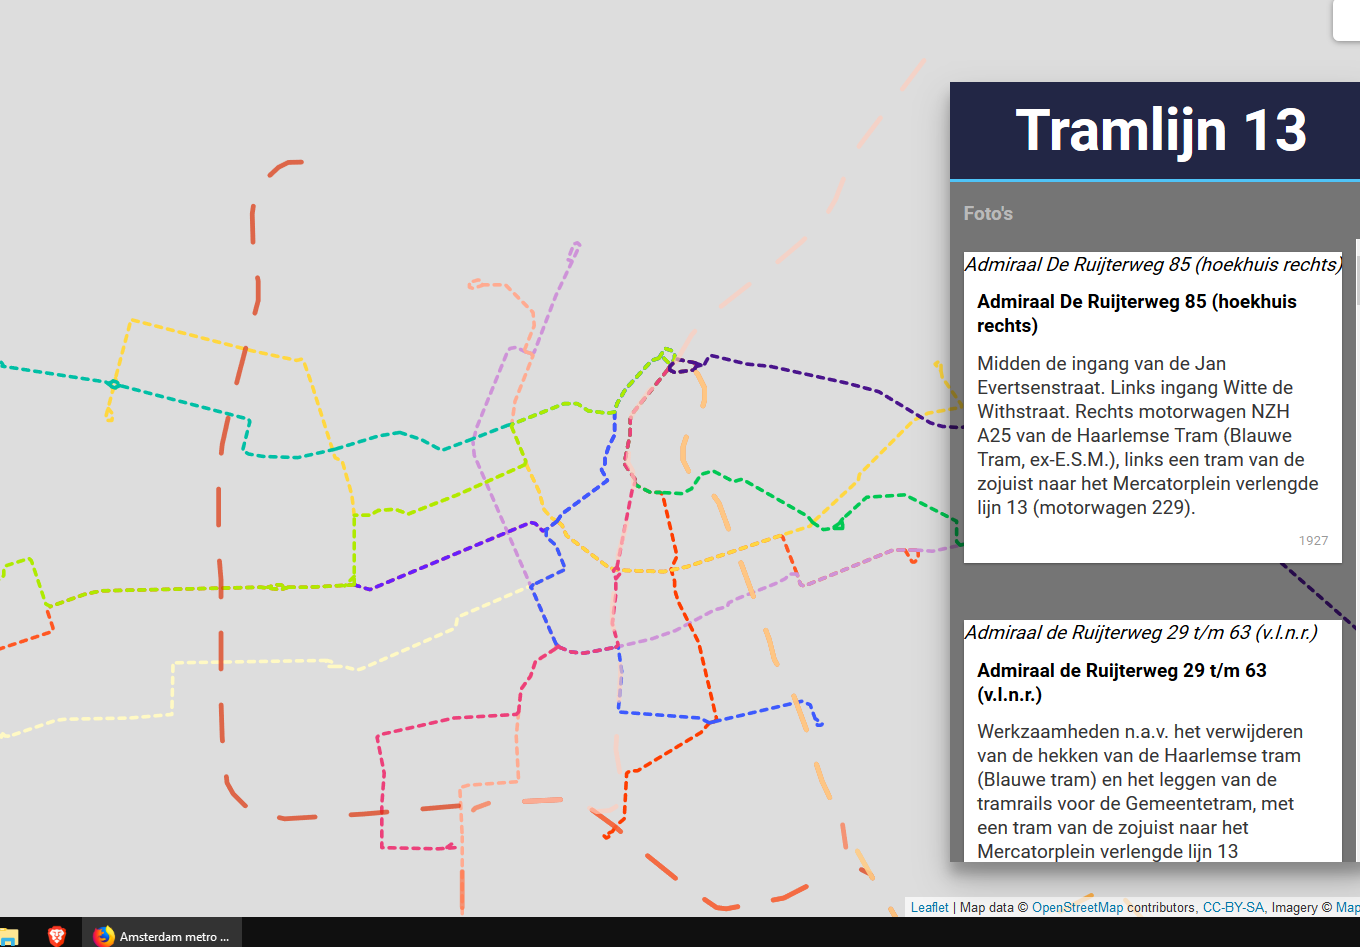 Tramlijn 13
Foto's
Admiraal De Ruijterweg 85 (hoekhuis rechts)
Admiraal De Ruijterweg 85 (hoekhuis
rechts)
Midden de ingang van de Jan
Evertsenstraat. Links ingang Witte de
Withstraat. Rechts motorwagen NZH
A25 van de Haarlemse Tram (Blauwe
Tram, ex-E.S.M.), links een tram van de
zojuist naar het Mercatorplein verlengde
lijn 13 (motorwagen 229).
1927
Admiraal de Ruijterweg 29 t/m 63 (v.l.n.r.)
Admiraal de Ruijterweg 29 t/m 63
(v.l.n.r.)
Werkzaamheden n.a.v. het verwijderen
van de hekken van de Haarlemse tram
(Blauwe tram) en het leggen van de
tramrails voor de Gemeentetram, met
een tram van de zojuist naar het
Mercatorplein verlengde lijn 13
Leaflet | Map data © OpenStreetMap contributors, CC-BY-SA, Imagery © Map
Amsterdam metro ...